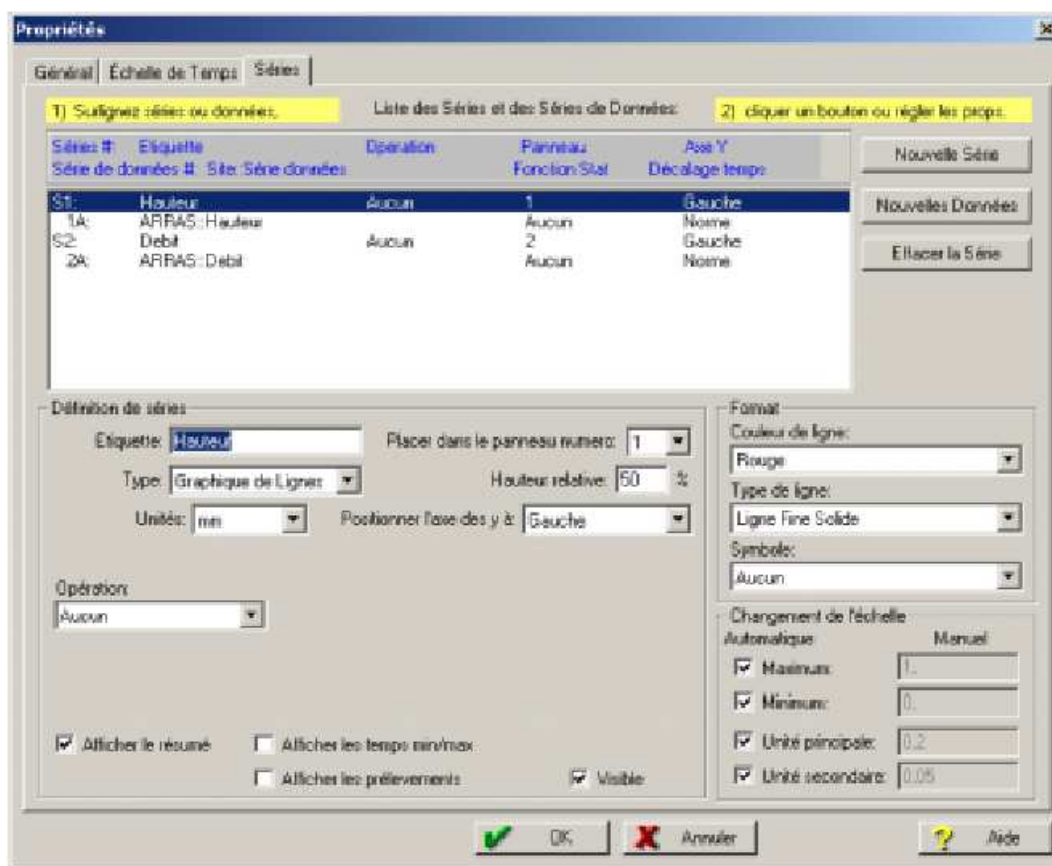 Propriétés
Général Échelle de Temps Séries
1) Surlignez séries ou données. Liste des Séries et des Séries de Données: 2) cliquer un bouton ou régler les props.
Séries #: Etiquette Opération Panneau Axe Y
Série de données #: Site: Série données Fonction Stat Décalage temps
S1: Hauteur Aucun 1 Gauche
1A: ARRAS::Hauteur Aucun Norme
S2: Debit Aucun 2 Gauche
2A: ARRAS::Debit Aucun Norme
Nouvelle Série
Nouvelles Données
Effacer la Série
Définition de séries
Etiquette: Hauteur Placer dans le panneau numero: 1
Type: Graphique de Lignes Hauteur relative: 50 %
Unités: mm Positionner l'axe des y à: Gauche
Opération:
Aucun
Afficher le résumé Afficher les temps min/max
Afficher les prélevements Visible
Format
Couleur de ligne:
Rouge
Type de ligne:
Ligne Fine Solide
Symbole:
Aucun
Changement de l'échelle
Automatique Manuel
Maximum: 1.
Minimum: 0.
Unité principale: 0.2
Unité secondaire: 0.05
OK Annuler Aide